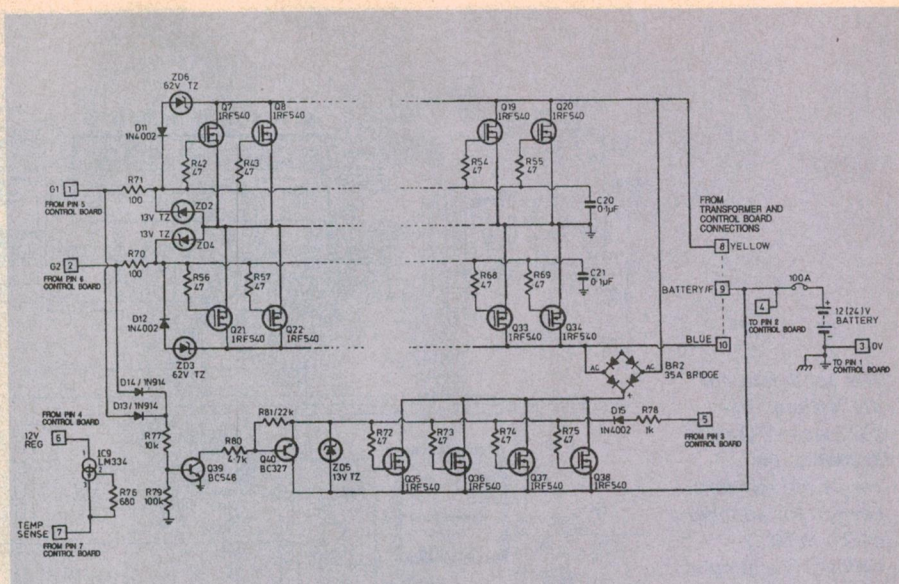 ZD6
62V TZ
Q7
IRF540
Q8
IRF540
Q19
IRF540
Q20
IRF540
D11
1N4002
R42
47
R43
47
R54
47
R55
47
G1
1
FROM PIN 5
CONTROL BOARD
R71
100
C20
0·1µF
ZD2
13V TZ
13V TZ
ZD4
FROM
TRANSFORMER AND
CONTROL BOARD
CONNECTIONS
8 YELLOW
G2
2
FROM PIN 6
CONTROL BOARD
R70
100
R56
47
R57
47
R68
47
R69
47
C21
0·1µF
BATTERY/F 9
100A
4
TO PIN 2
CONTROL BOARD
+
12(24)V
BATTERY
-
D12
1N4002
Q21
IRF540
Q22
IRF540
Q33
IRF540
Q34
IRF540
BLUE 10
3 0V
TO PIN 1
CONTROL BOARD
ZD3
62V TZ
AC
AC
BR2
35A BRIDGE
-
+
D14/1N914
D13/1N914
R81/22k
D15
1N4002
R78
1k
5
FROM PIN 3
CONTROL BOARD
FROM PIN 4
CONTROL BOARD
12V
REG
6
R77
10k
R80
4·7k
Q40
BC327
R72
47
R73
47
R74
47
R75
47
IC9
LM334
Q39
BC548
ZD5
13V TZ
Q35
IRF540
Q36
IRF540
Q37
IRF540
Q38
IRF540
R76
680
R79
100k
TEMP
SENSE
7
FROM PIN 7
CONTROL BOARD